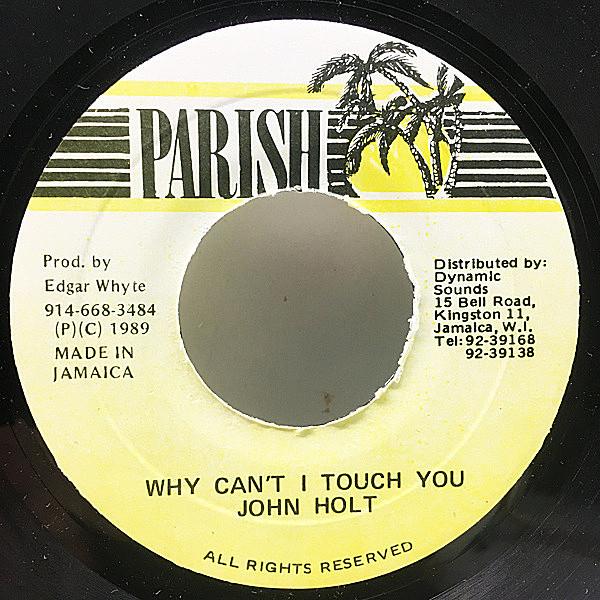 PARISH
Prod. by
Edgar Whyte
914-668-3484
(P)(C) 1989
MADE IN
JAMAICA
Distributed by:
Dynamic
Sounds
15 Bell Road,
Kingston 11,
Jamaica, W.I.
Tel:92-39168
92-39138
WHY CAN'T I TOUCH YOU
JOHN HOLT
ALL RIGHTS RESERVED